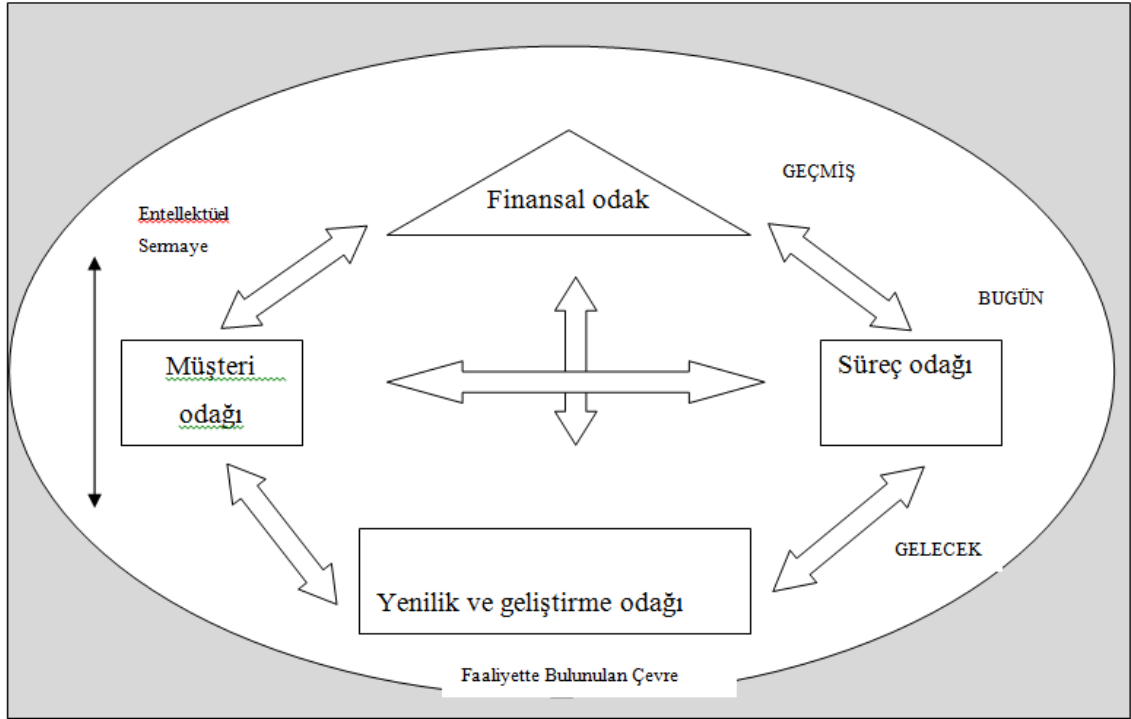 GEÇMİŞ
Finansal odak
Entellektüel
Sermaye
BUGÜN
Müşteri
odağı
Süreç odağı
GELECEK
Yenilik ve geliştirme odağı
Faaliyette Bulunulan Çevre